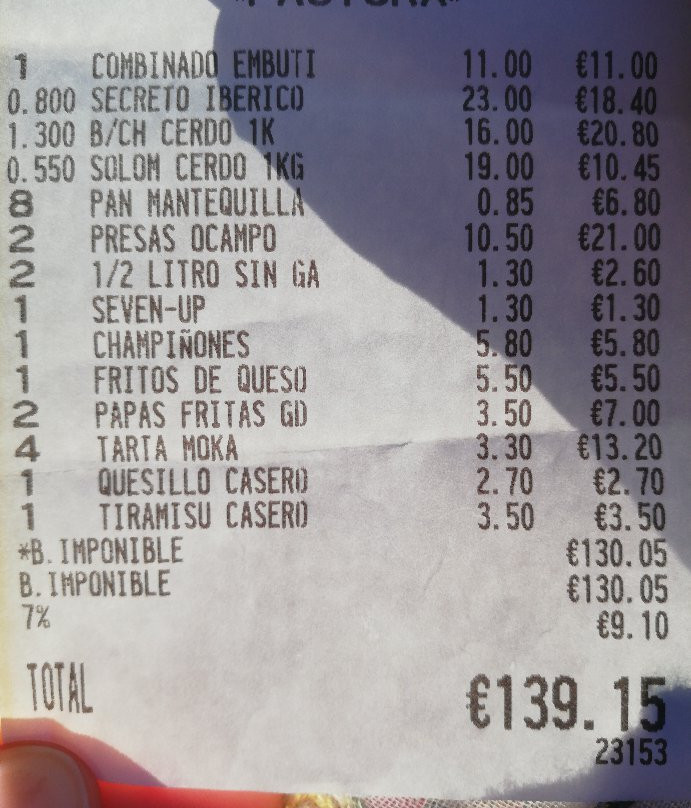 1 COMBINADO EMBUTI 11.00 €11.00
0.800 SECRETO IBERICO 23.00 €18.40
1.300 B/CH CERDO 1K 16.00 €20.80
0.550 SOLOM CERDO 1KG 19.00 €10.45
8 PAN MANTEQUILLA 0.85 €6.80
2 PRESAS OCAMPO 10.50 €21.00
2 1/2 LITRO SIN GA 1.30 €2.60
1 SEVEN-UP 1.30 €1.30
1 CHAMPIÑONES 5.80 €5.80
1 FRITOS DE QUESO 5.50 €5.50
2 PAPAS FRITAS GD 3.50 €7.00
4 TARTA MOKA 3.30 €13.20
1 QUESILLO CASERO 2.70 €2.70
1 TIRAMISU CASERO 3.50 €3.50
*B.IMPONIBLE €130.05
B.IMPONIBLE €130.05
7% €9.10
TOTAL €139.15
23153